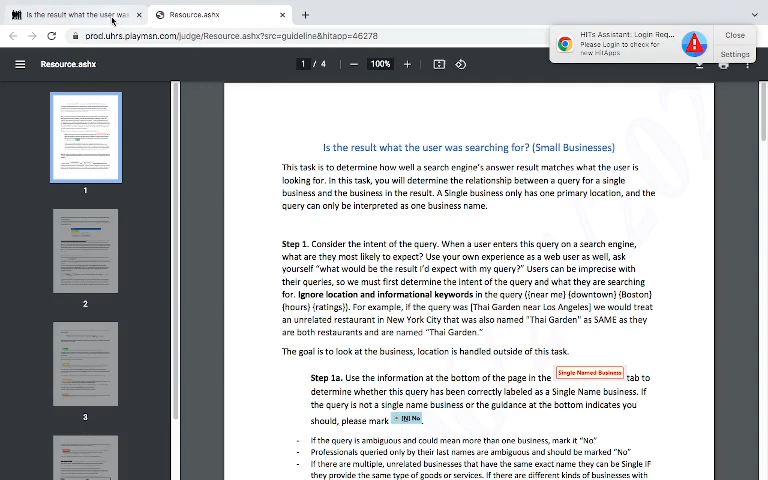 Is the result what the user wa
Resource.ashx
prod.uhrs.playmsn.com/judge/Resource.ashx?src=guideline&hitapp=46278
HITs Assistant: Login Req...
Please Login to check for
new HitApps
Close
Settings
Resource.ashx
1 / 4
100%
1
2
3
Is the result what the user was searching for? (Small Businesses)
This task is to determine how well a search engine's answer result matches what the user is
looking for. In this task, you will determine the relationship between a query for a single
business and the business in the result. A Single business only has one primary location, and the
query can only be interpreted as one business name.
Step 1. Consider the intent of the query. When a user enters this query on a search engine,
what are they most likely to expect? Use your own experience as a web user as well, ask
yourself "what would be the result I'd expect with my query?" Users can be imprecise with
their queries, so we must first determine the intent of the query and what they are searching
for. Ignore location and informational keywords in the query ({near me} {downtown} {Boston}
{hours} {ratings}). For example, if the query was [Thai Garden near Los Angeles] we would treat
an unrelated restaurant in New York City that was also named "Thai Garden" as SAME as they
are both restaurants and are named "Thai Garden."
The goal is to look at the business, location is handled outside of this task.
Step 1a. Use the information at the bottom of the page in the Single Named Business tab to
determine whether this query has been correctly labeled as a Single Name business. If
the query is not a single name business or the guidance at the bottom indicates you
should, please mark [N] No.
- If the query is ambiguous and could mean more than one business, mark it "No"
- Professionals queried only by their last names are ambiguous and should be marked "No"
- If there are multiple, unrelated businesses that have the same exact name they can be Single IF
they provide the same type of goods or services. If there are different kinds of businesses with